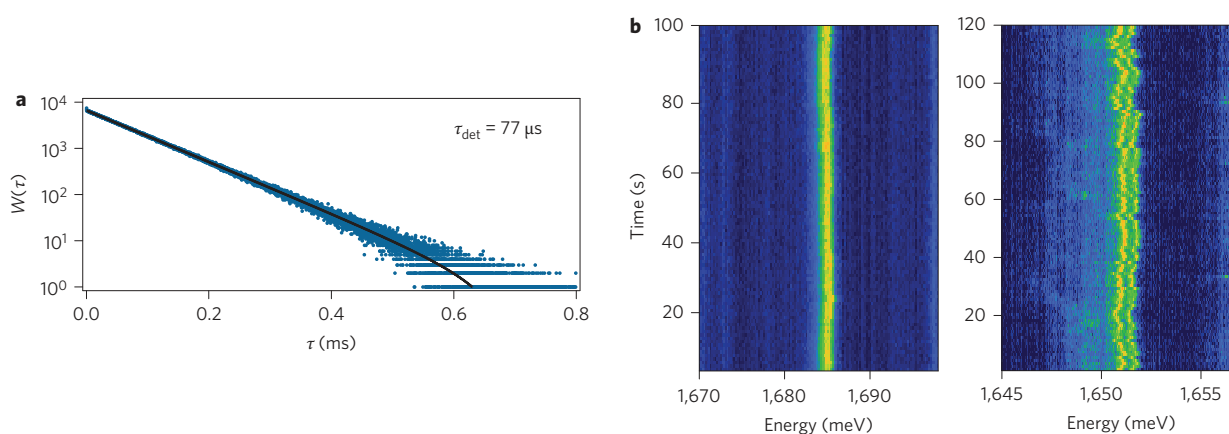 a
10⁴
10³
10²
10¹
10⁰
W(τ)
τ_det = 77 μs
0.0 0.2 0.4 0.6 0.8
τ (ms)
b
100
80
60
40
20
Time (s)
1,670 1,680 1,690
Energy (meV)
120
100
80
60
40
20
1,645 1,650 1,655
Energy (meV)